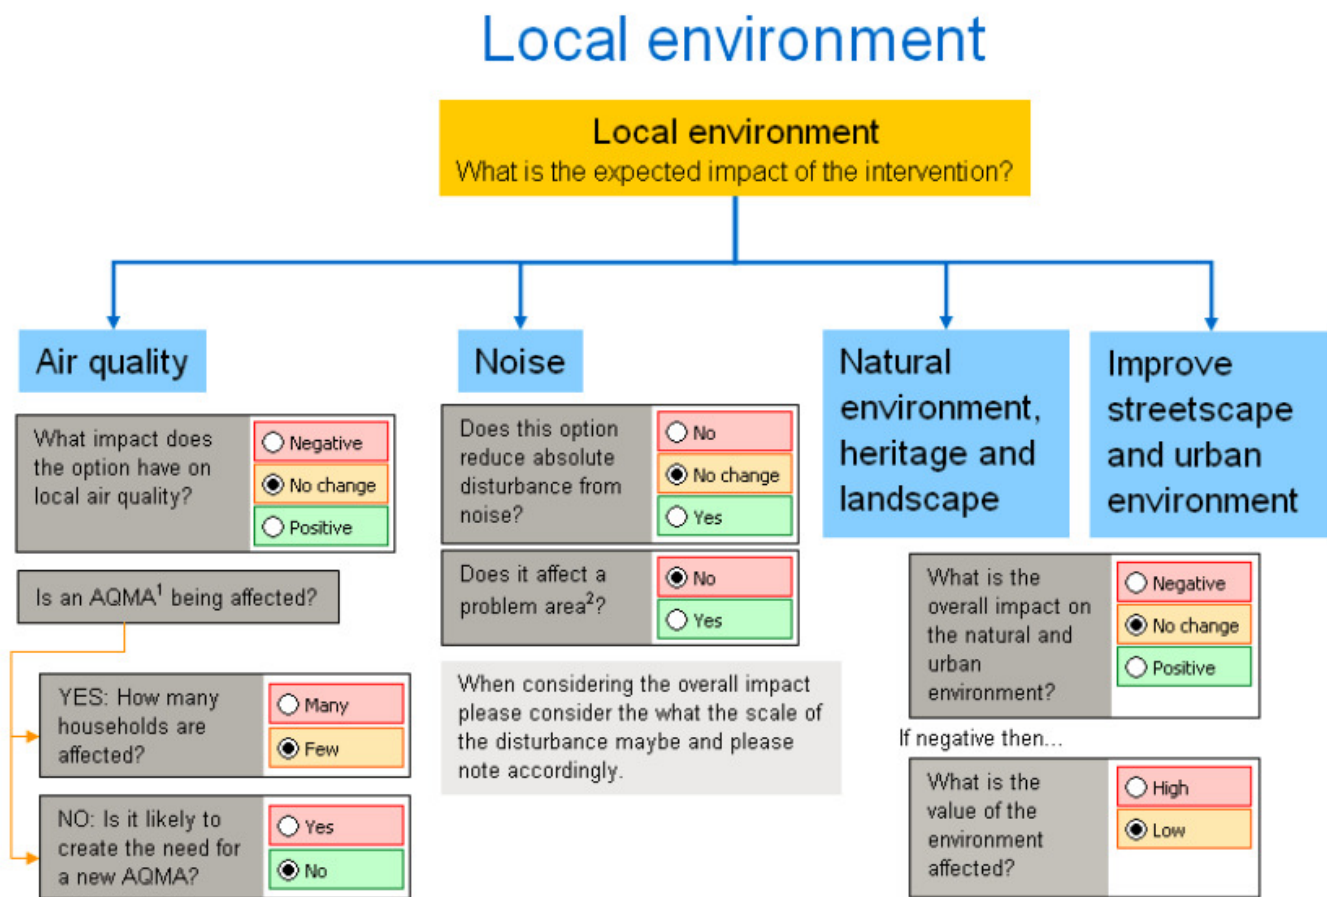 Local environment
Local environment
What is the expected impact of the intervention?
Air quality
What impact does
the option have on
local air quality?
Negative
No change
Positive
Is an AQMA¹ being affected?
YES: How many
households are
affected?
Many
Few
NO: Is it likely to
create the need for
a new AQMA?
Yes
No
Noise
Does this option
reduce absolute
disturbance from
noise?
No
No change
Yes
Does it affect a
problem area²?
No
Yes
When considering the overall impact
please consider the what the scale of
the disturbance maybe and please
note accordingly.
Natural
environment,
heritage and
landscape
Improve
streetscape
and urban
environment
What is the
overall impact on
the natural and
urban
environment?
Negative
No change
Positive
If negative then...
What is the
value of the
environment
affected?
High
Low